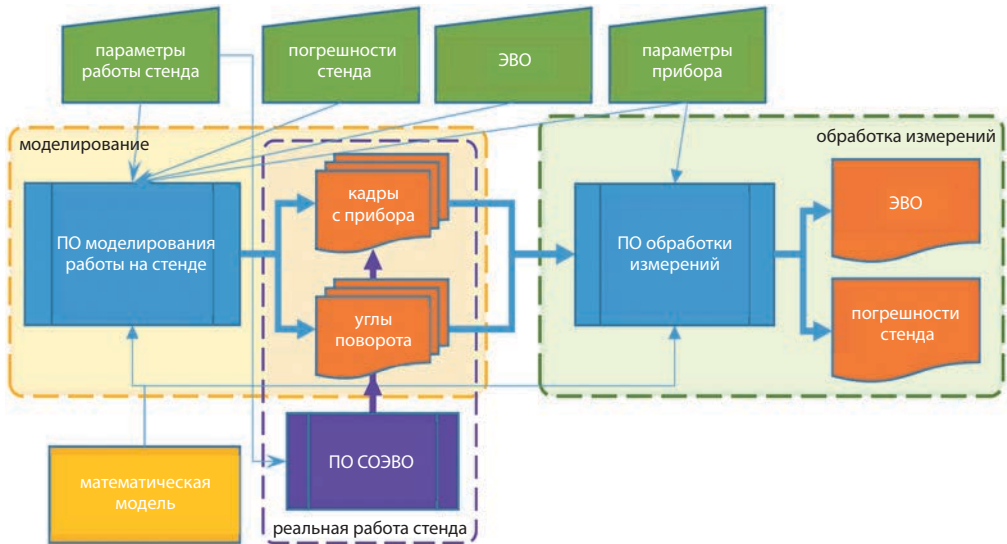 параметры
работы стенда
погрешности
стенда
ЭВО
параметры
прибора
моделирование
обработка измерений
ПО моделирования
работы на стенде
кадры
с прибора
углы
поворота
ПО обработки
измерений
ЭВО
погрешности
стенда
математическая
модель
ПО СОЭВО
реальная работа стенда